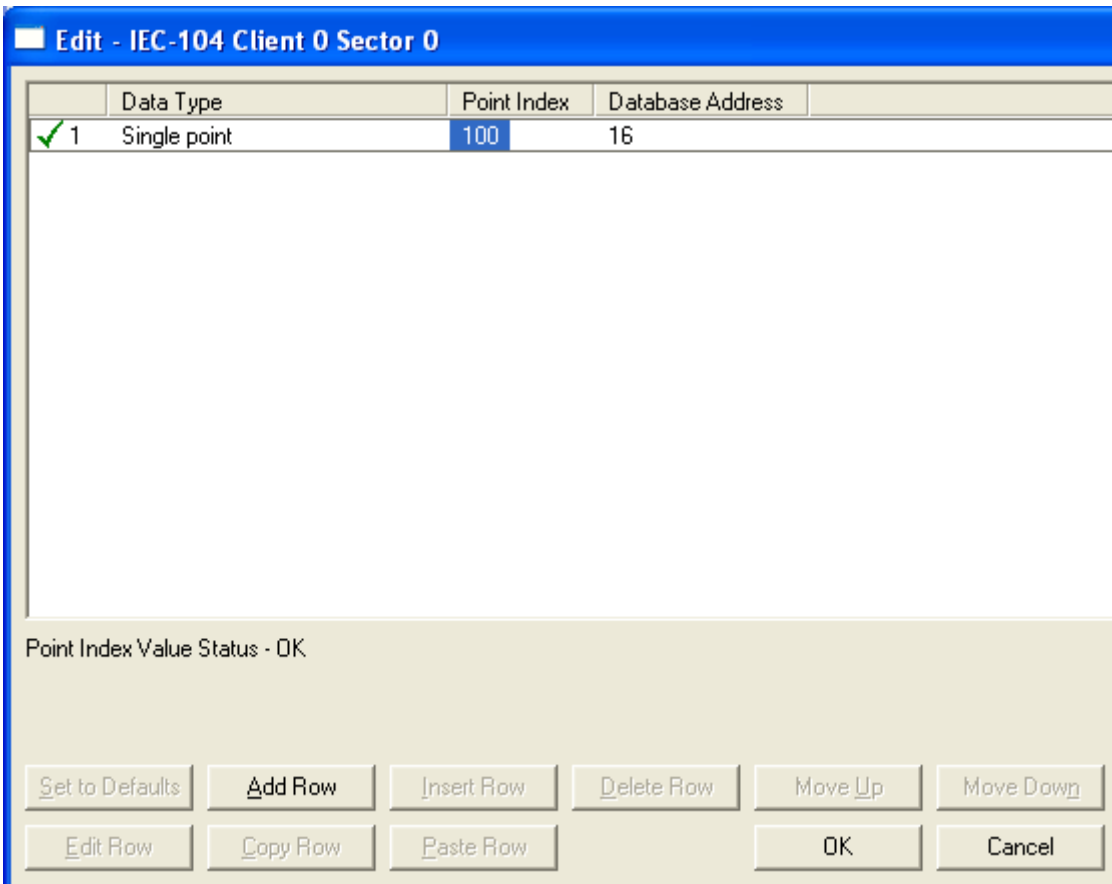 Edit - IEC-104 Client 0 Sector 0
Data Type Point Index Database Address
1 Single point 100 16
Point Index Value Status - OK
Set to Defaults Add Row Insert Row Delete Row Move Up Move Down
Edit Row Copy Row Paste Row OK Cancel